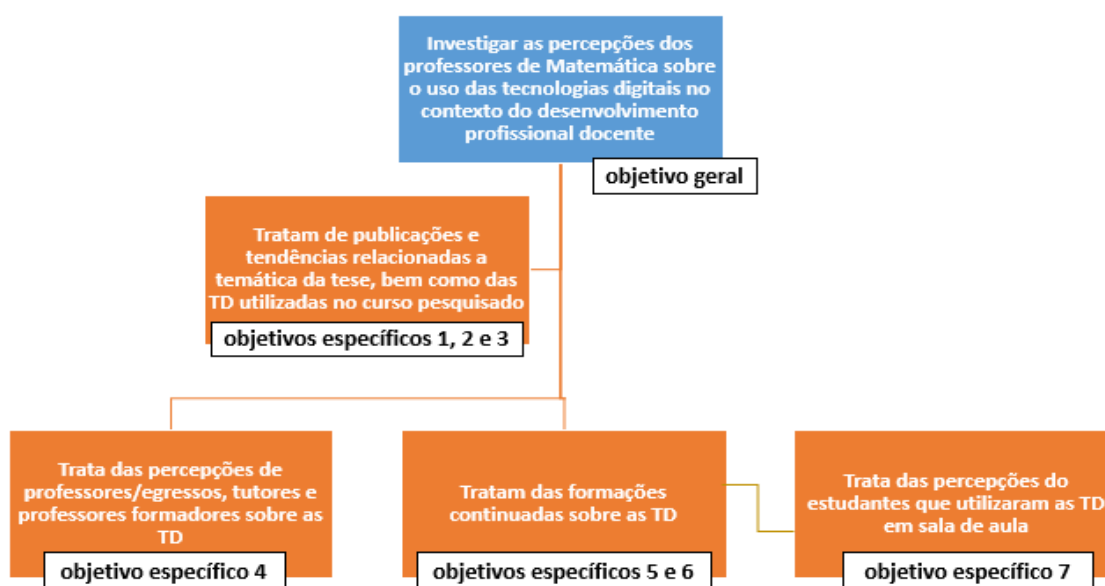 Investigar as percepções dos
professores de Matemática sobre
o uso das tecnologias digitais no
contexto do desenvolvimento
profissional docente
objetivo geral
Tratam de publicações e
tendências relacionadas a
temática da tese, bem como das
TD utilizadas no curso pesquisado
objetivos específicos 1, 2 e 3
Trata das percepções de
professores/egressos, tutores e
professores formadores sobre as
TD
objetivo específico 4
Tratam das formações
continuadas sobre as TD
objetivos específicos 5 e 6
Trata das percepções do
estudantes que utilizaram as TD
em sala de aula
objetivo específico 7